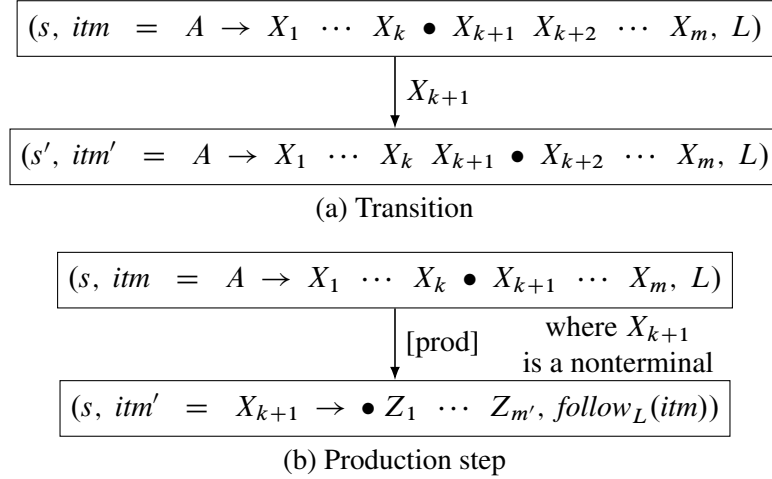 (s, itm = A → X₁ ⋯ Xₖ • Xₖ₊₁ Xₖ₊₂ ⋯ Xₘ, L)
Xₖ₊₁
(s′, itm′ = A → X₁ ⋯ Xₖ Xₖ₊₁ • Xₖ₊₂ ⋯ Xₘ, L)
(a) Transition
(s, itm = A → X₁ ⋯ Xₖ • Xₖ₊₁ ⋯ Xₘ, L)
[prod] where Xₖ₊₁
is a nonterminal
(s, itm′ = Xₖ₊₁ → • Z₁ ⋯ Zₘ′, follow_L(itm))
(b) Production step